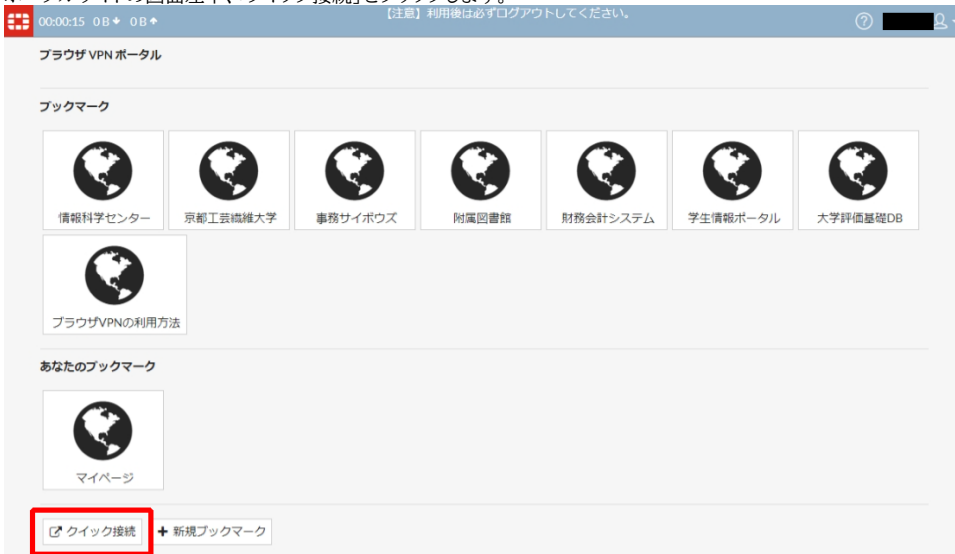 00:00:15 0 B 0 B 【注意】利用後は必ずログアウトしてください。
ブラウザ VPN ポータル
ブックマーク
情報科学センター 京都工芸繊維大学 事務サイボウズ 附属図書館 財務会計システム 学生情報ポータル 大学評価基礎DB
ブラウザVPNの利用方法
あなたのブックマーク
マイページ
クイック接続 新規ブックマーク